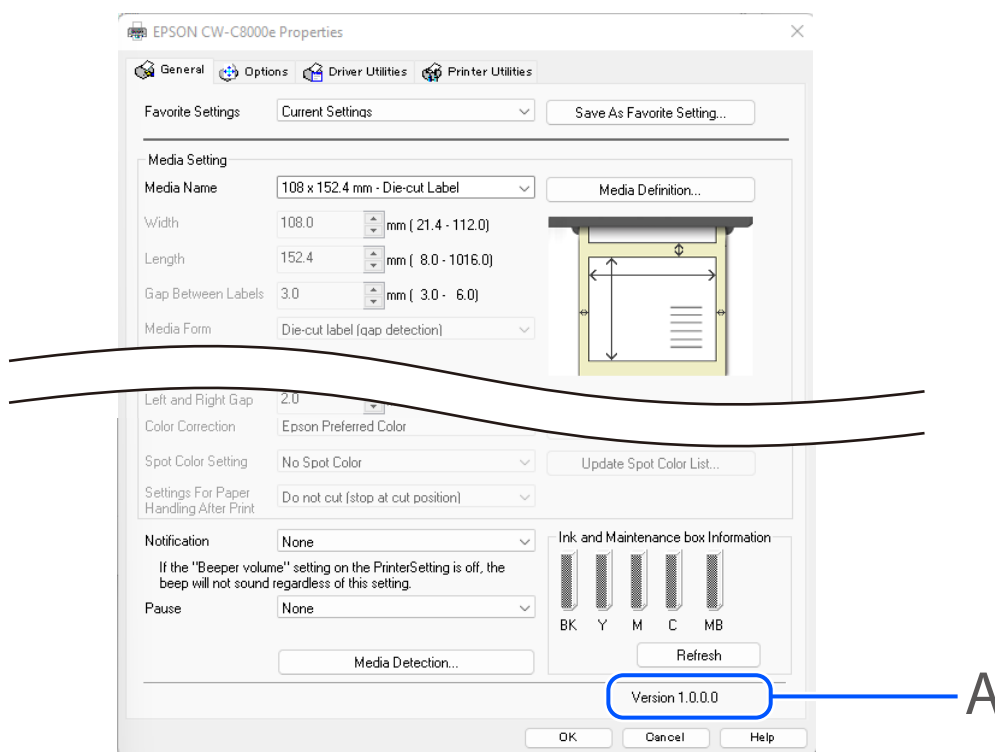 EPSON CW-C8000e Properties
General Options Driver Utilities Printer Utilities
Favorite Settings Current Settings Save As Favorite Setting...
Media Setting
Media Name 108 x 152.4 mm - Die-cut Label Media Definition...
Width 108.0 mm ( 21.4 - 112.0)
Length 152.4 mm ( 8.0 - 1016.0)
Gap Between Labels 3.0 mm ( 3.0 - 6.0)
Media Form Die-cut label (gap detection)
Left and Right Gap 2.0
Color Correction Epson Preferred Color
Spot Color Setting No Spot Color Update Spot Color List...
Settings For Paper
Handling After Print Do not cut (stop at cut position)
Notification None
If the "Beeper volume" setting on the PrinterSetting is off, the
beep will not sound regardless of this setting.
Pause None
Media Detection...
Ink and Maintenance box Information
BK Y M C MB
Refresh
Version 1.0.0.0
A
OK Cancel Help